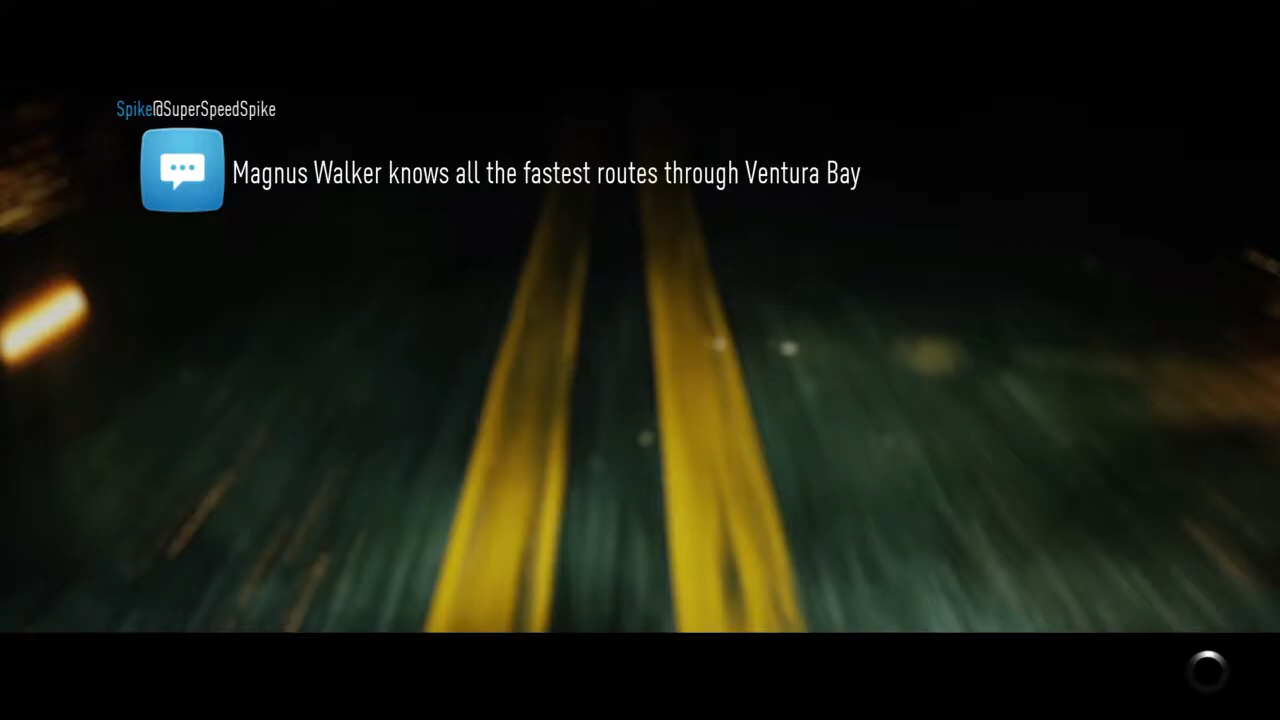 Spike@SuperSpeedSpike
Magnus Walker knows all the fastest routes through Ventura Bay